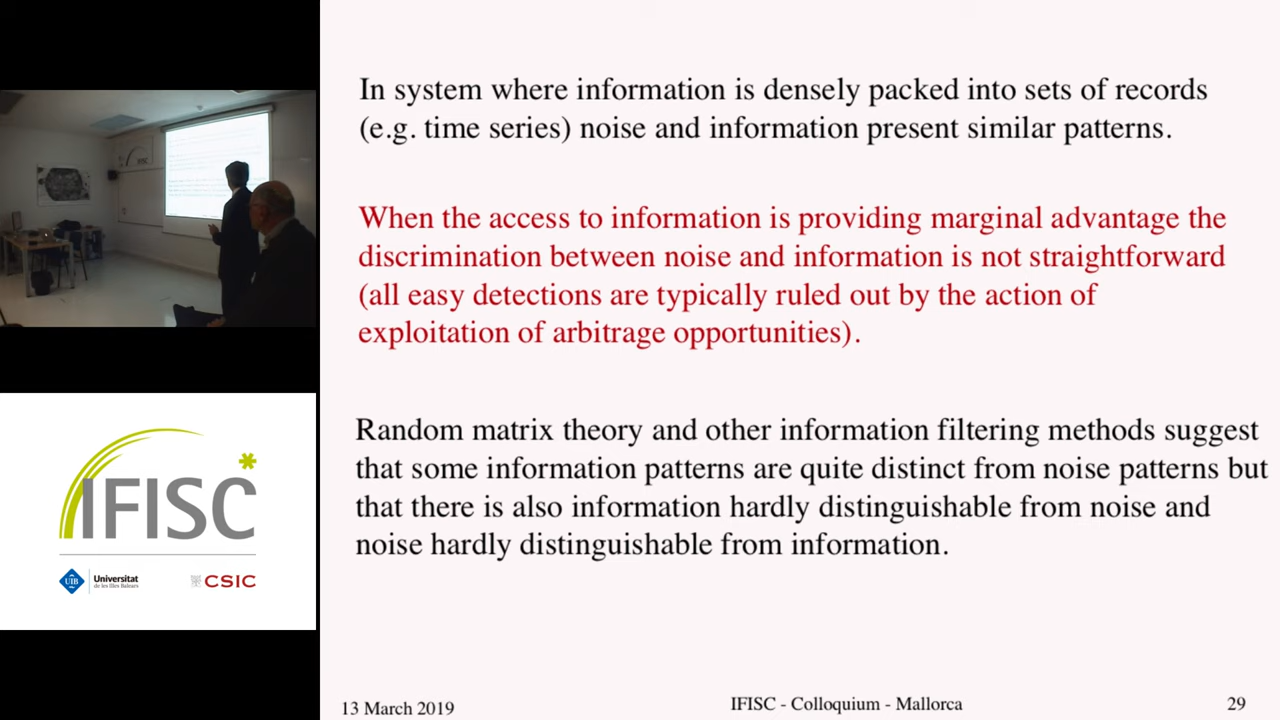 In system where information is densely packed into sets of records
(e.g. time series) noise and information present similar patterns.
When the access to information is providing marginal advantage the
discrimination between noise and information is not straightforward
(all easy detections are typically ruled out by the action of
exploitation of arbitrage opportunities).
Random matrix theory and other information filtering methods suggest
that some information patterns are quite distinct from noise patterns but
that there is also information hardly distinguishable from noise and
noise hardly distinguishable from information.
13 March 2019
IFISC - Colloquium - Mallorca
29
IFISC
UIB
Universitat
de les Illes Balears
CSIC